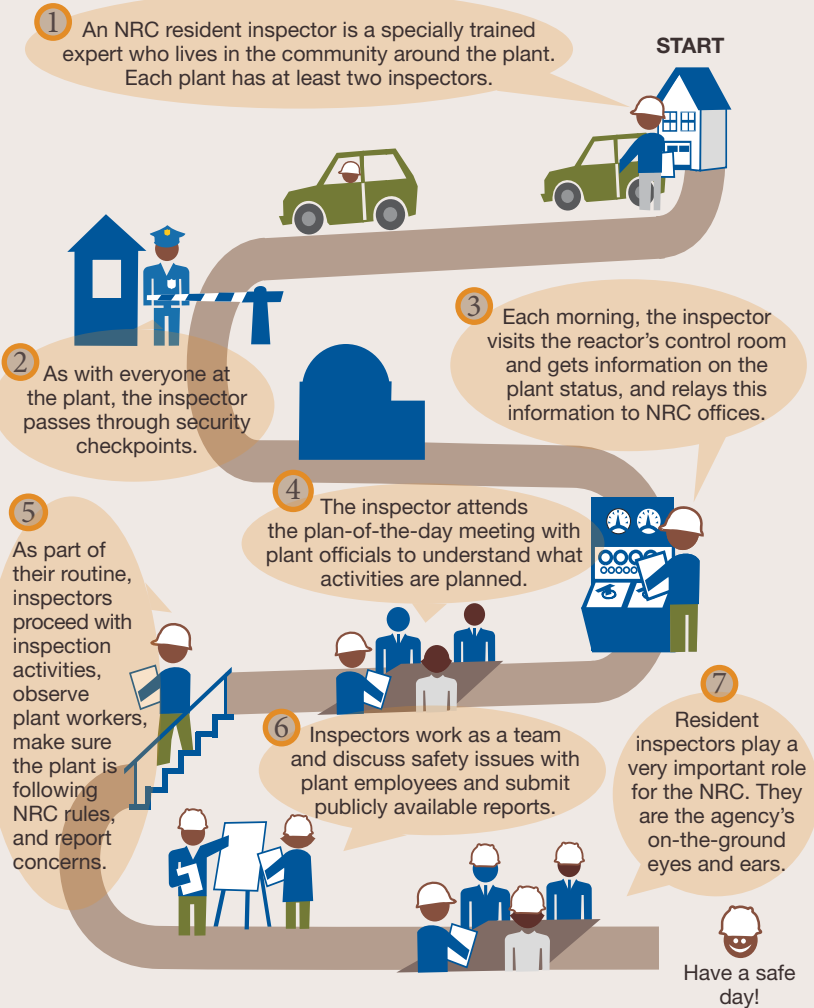 START
1
An NRC resident inspector is a specially trained
expert who lives in the community around the plant.
Each plant has at least two inspectors.
2
As with everyone at
the plant, the inspector
passes through security
checkpoints.
3
Each morning, the inspector
visits the reactor's control room
and gets information on the
plant status, and relays this
information to NRC offices.
4
The inspector attends
the plan-of-the-day meeting with
plant officials to understand what
activities are planned.
5
As part of
their routine,
inspectors
proceed with
inspection
activities,
observe
plant workers,
make sure
the plant is
following
NRC rules,
and report
concerns.
6
Inspectors work as a team
and discuss safety issues with
plant employees and submit
publicly available reports.
7
Resident
inspectors play a
very important role
for the NRC. They
are the agency's
on-the-ground
eyes and ears.
Have a safe
day!